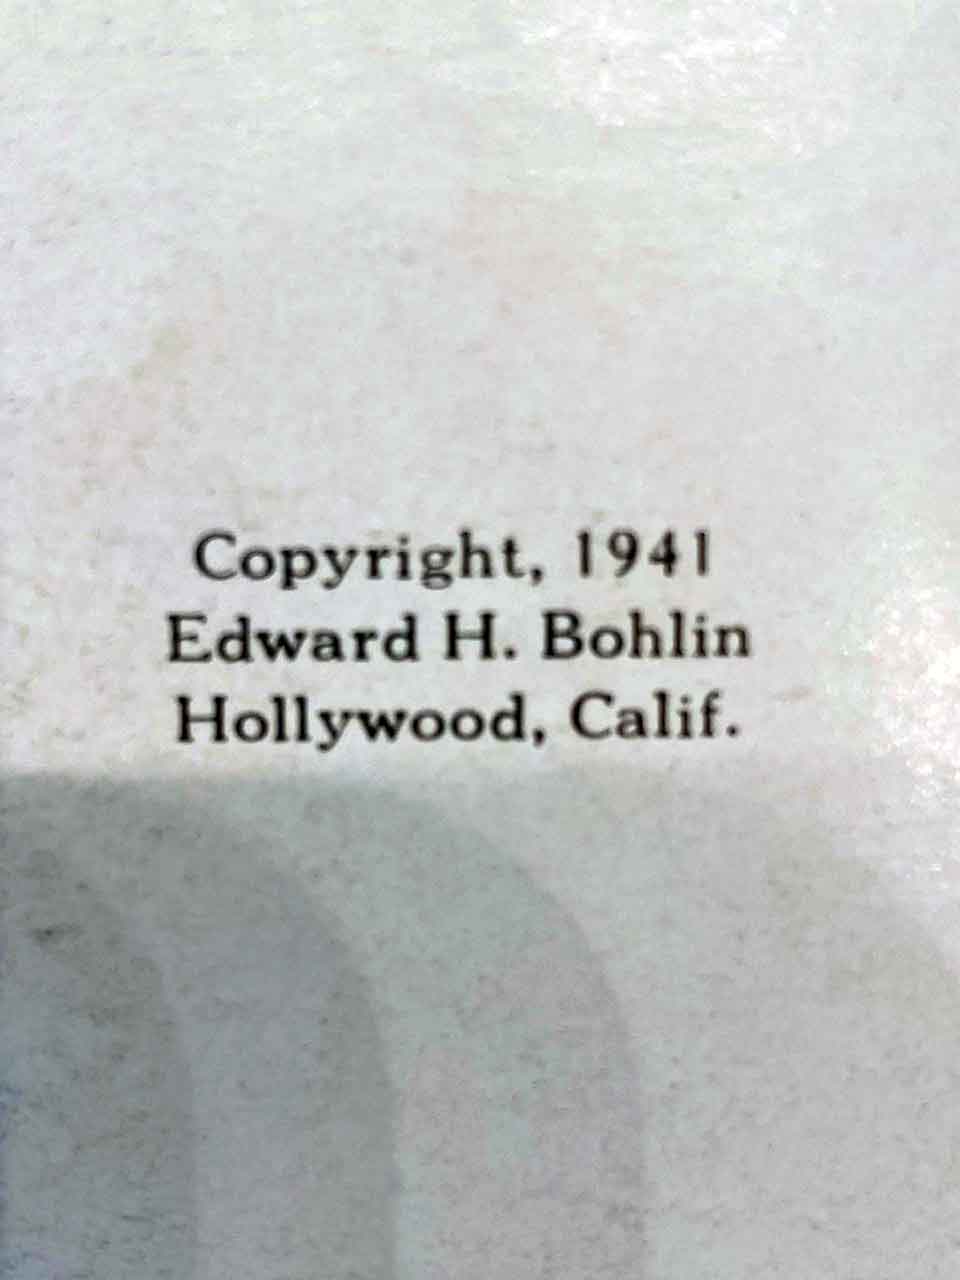 Copyright, 1941
Edward H. Bohlin
Hollywood, Calif.